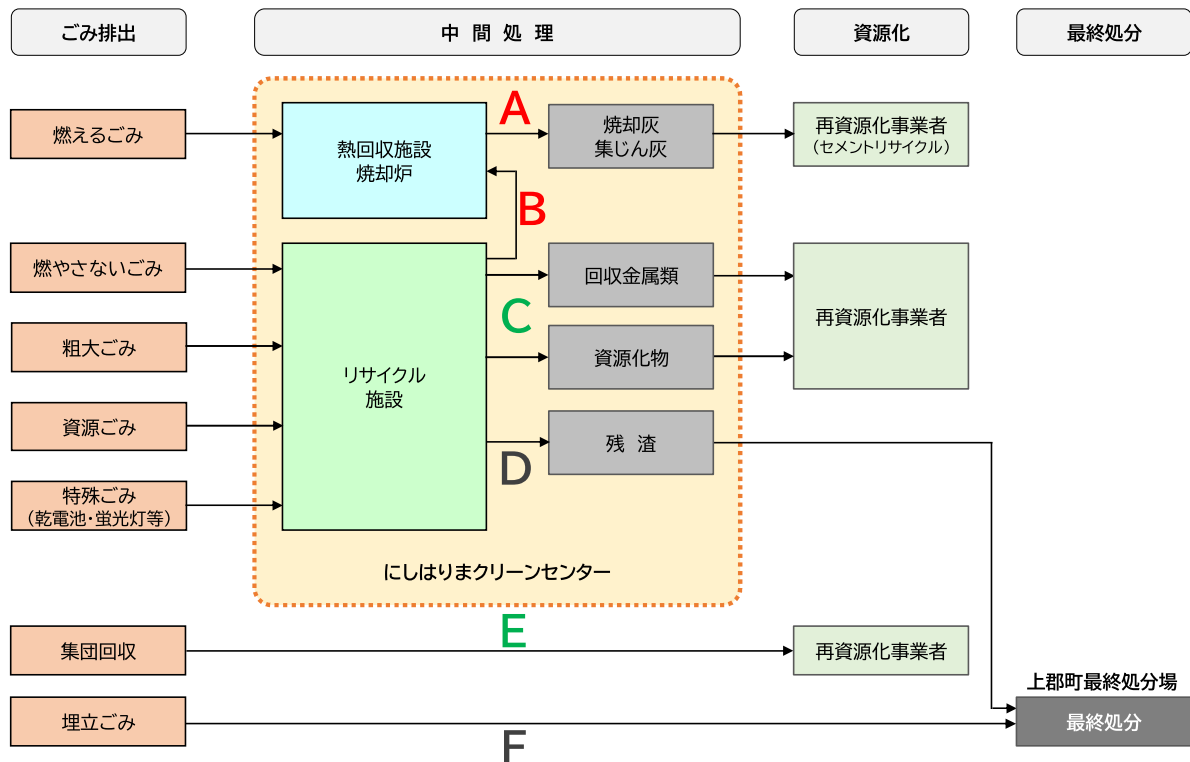 ごみ排出
中 間 処 理
資源化
最終処分
燃えるごみ
熱回収施設
焼却炉
A
焼却灰
集じん灰
再資源化事業者
（セメントリサイクル）
B
燃やさないごみ
粗大ごみ
資源ごみ
特殊ごみ
（乾電池・蛍光灯等）
リサイクル
施設
回収金属類
C
資源化物
再資源化事業者
残 渣
D
にしはりまクリーンセンター
集団回収
E
再資源化事業者
埋立ごみ
F
上郡町最終処分場
最終処分